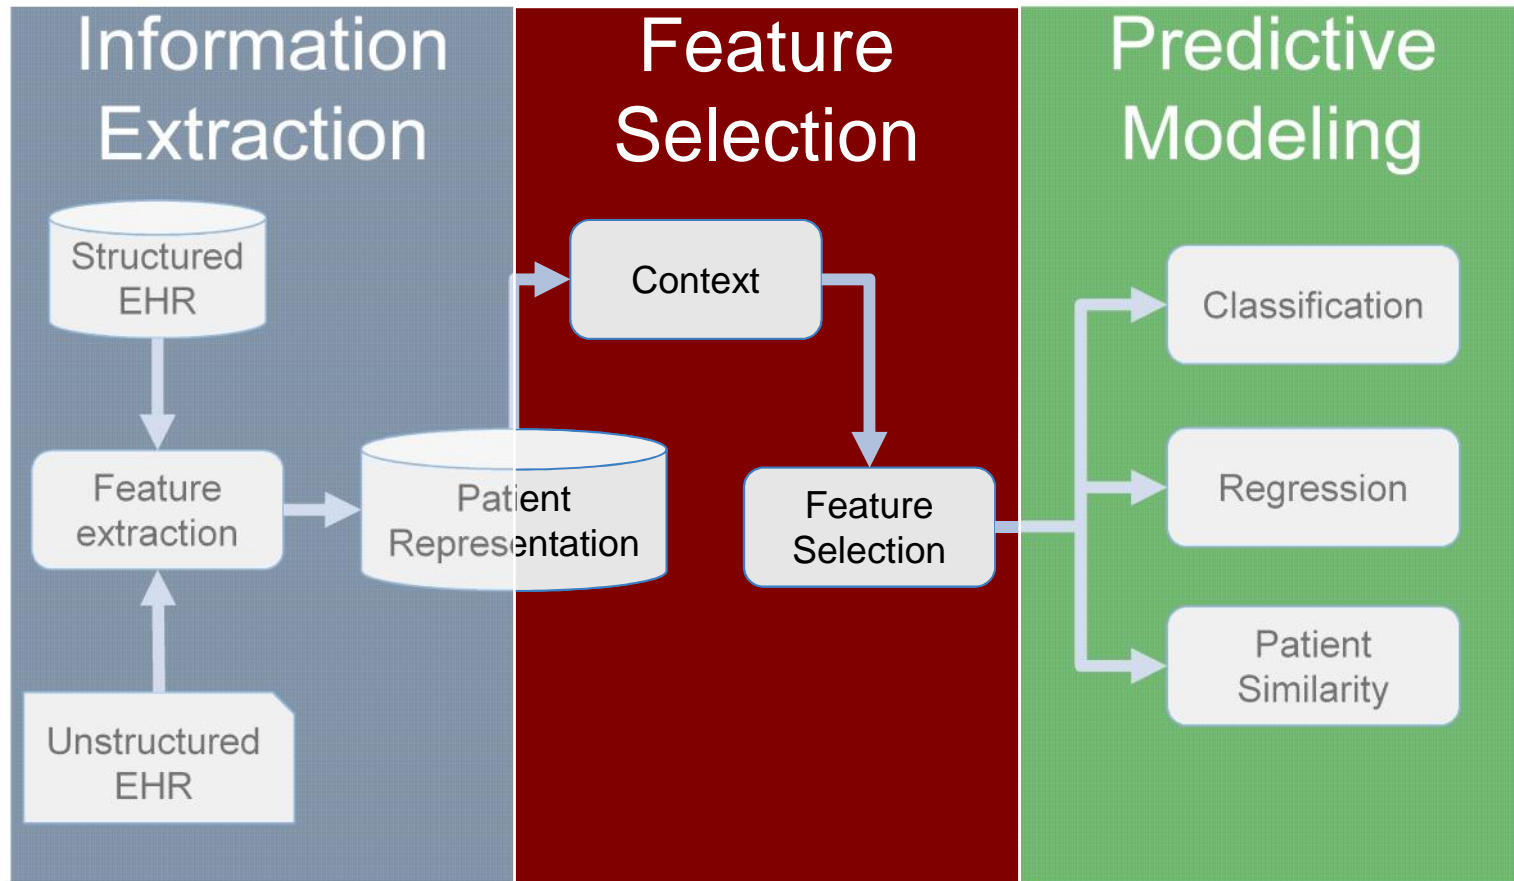 Information
Extraction
Structured
EHR
Feature
extraction
Unstructured
EHR
Patient
Representation
Feature
Selection
Context
Feature
Selection
Predictive
Modeling
Classification
Regression
Patient
Similarity